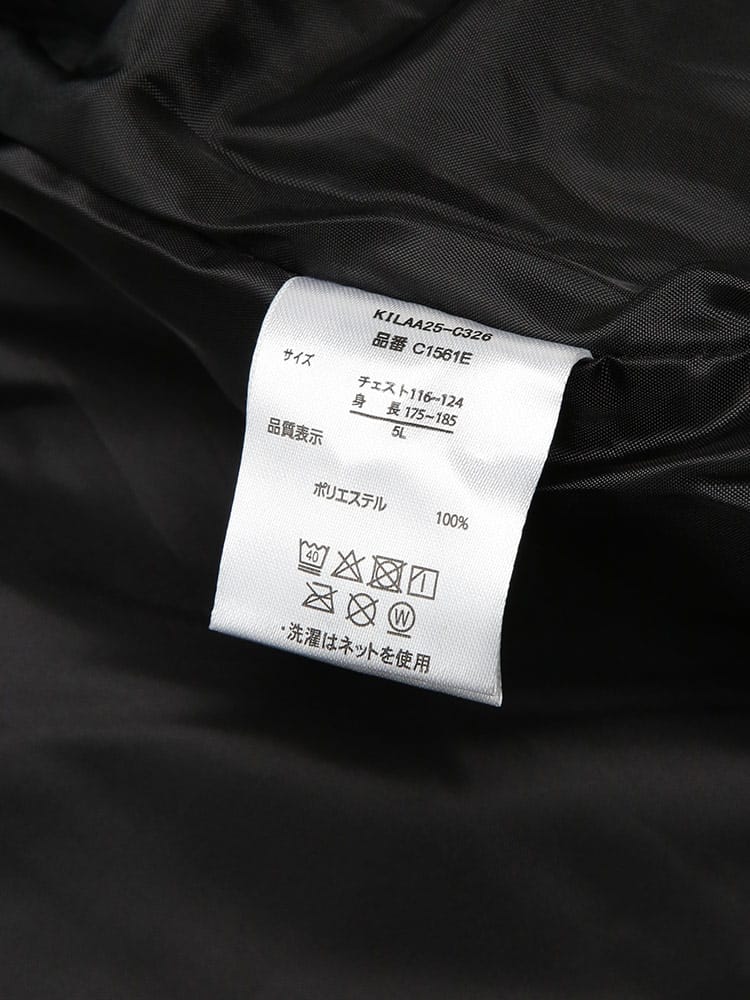 KILAA25-C326
品番 C1561E
サイズ
チェスト116~124
身 長 175~185
5L
品質表示
ポリエステル 100%
40
W
・洗濯はネットを使用